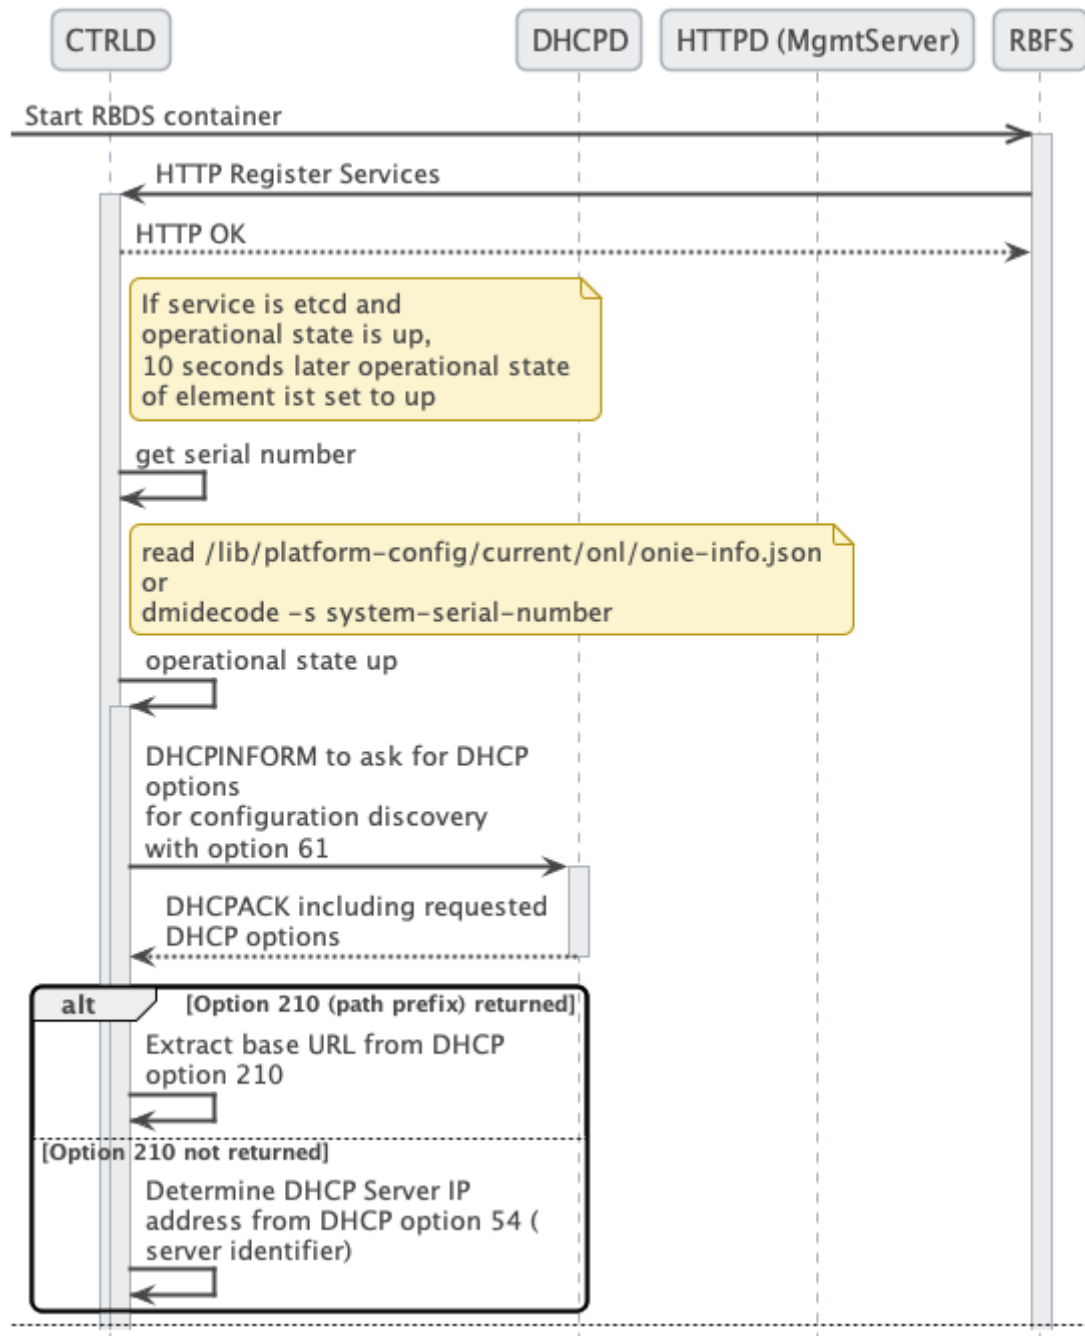 CTRLD
DHCPD
HTTPD (MgmtServer)
RBFS
Start RBDS container
HTTP Register Services
HTTP OK
If service is etcd and
operational state is up,
10 seconds later operational state
of element ist set to up
get serial number
read /lib/platform-config/current/onl/onie-info.json
or
dmidecode -s system-serial-number
operational state up
DHCPINFORM to ask for DHCP
options
for configuration discovery
with option 61
DHCPACK including requested
DHCP options
alt
[Option 210 (path prefix) returned]
Extract base URL from DHCP
option 210
[Option 210 not returned]
Determine DHCP Server IP
address from DHCP option 54 (
server identifier)